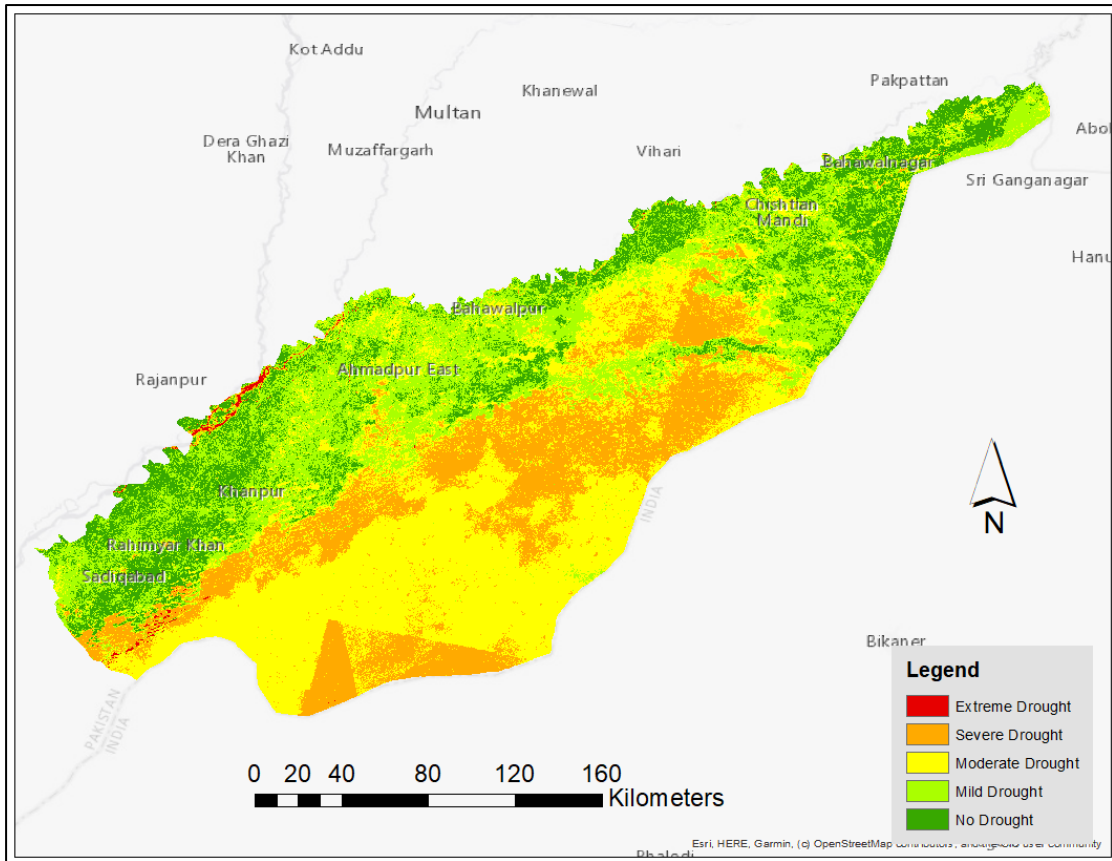 Kot Addu
Pakpattan
Khanewal
Multan
Abo
Dera Ghazi
Khan
Muzaffargarh
Vihari
Bahawalnagar
Sri Ganganagar
Chishtian
Mandi
Hanu
Bahawalpur
Rajanpur
Ahmadpur East
Khanpur
INDIA
N
Rahimyar Khan
Sadiqabad
Bikaner
PAKISTAN
INDIA
Legend
Extreme Drought
Severe Drought
Moderate Drought
Mild Drought
No Drought
0 20 40 80 120 160
Kilometers
Esri, HERE, Garmin, (c) OpenStreetMap contributors, and the GIS user community